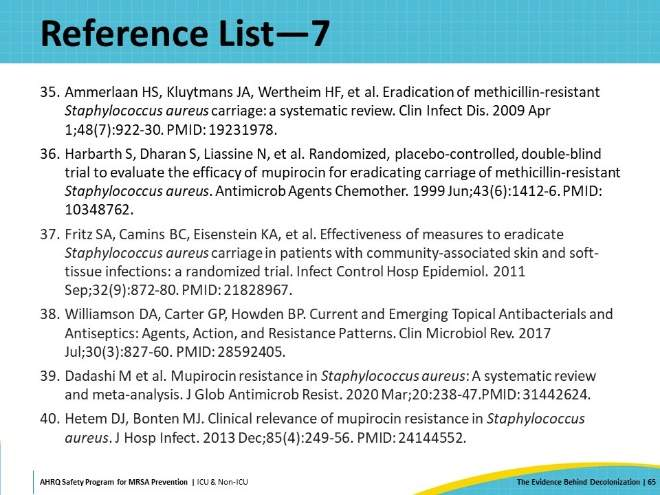 Reference List—7
35. Ammerlaan HS, Kluytmans JA, Wertheim HF, et al. Eradication of methicillin-resistant
Staphylococcus aureus carriage: a systematic review. Clin Infect Dis. 2009 Apr
1;48(7):922-30. PMID: 19231978.
36. Harbarth S, Dharan S, Liassine N, et al. Randomized, placebo-controlled, double-blind
trial to evaluate the efficacy of mupirocin for eradicating carriage of methicillin-resistant
Staphylococcus aureus. Antimicrob Agents Chemother. 1999 Jun;43(6):1412-6. PMID:
10348762.
37. Fritz SA, Camins BC, Eisenstein KA, et al. Effectiveness of measures to eradicate
Staphylococcus aureus carriage in patients with community-associated skin and soft-
tissue infections: a randomized trial. Infect Control Hosp Epidemiol. 2011
Sep;32(9):872-80. PMID: 21828967.
38. Williamson DA, Carter GP, Howden BP. Current and Emerging Topical Antibacterials and
Antiseptics: Agents, Action, and Resistance Patterns. Clin Microbiol Rev. 2017
Jul;30(3):827-60. PMID: 28592405.
39. Dadashi M et al. Mupirocin resistance in Staphylococcus aureus: A systematic review
and meta-analysis. J Glob Antimicrob Resist. 2020 Mar;20:238-47.PMID: 31442624.
40. Hetem DJ, Bonten MJ. Clinical relevance of mupirocin resistance in Staphylococcus
aureus. J Hosp Infect. 2013 Dec;85(4):249-56. PMID: 24144552.
AHRQ Safety Program for MRSA Prevention | ICU & Non-ICU
The Evidence Behind Decolonization | 65